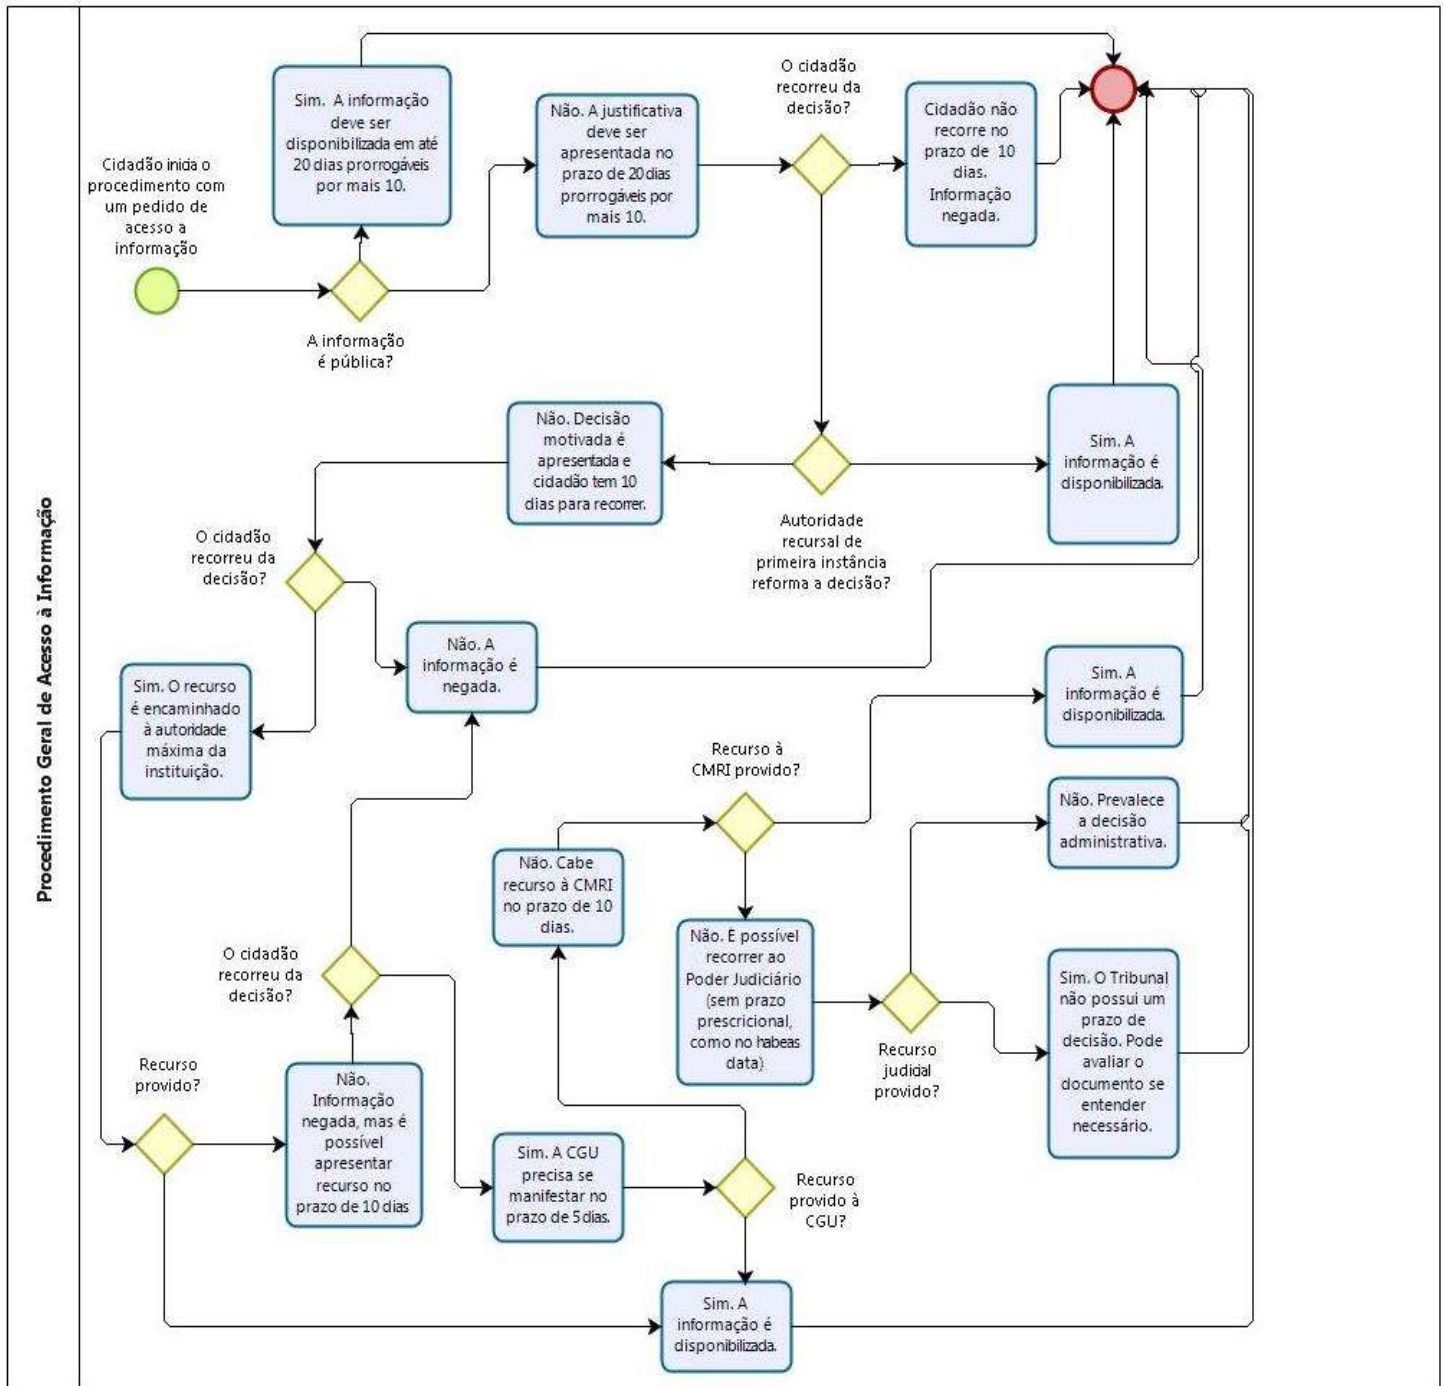 Procedimento Geral de Acesso à Informação
Cidadão inicia o
procedimento com
um pedido de
acesso a
informação
Sim. A informação
deve ser
disponibilizada em até
20 dias prorrogáveis
por mais 10.
A informação
é pública?
Não. A justificativa
deve ser
apresentada no
prazo de 20 dias
prorrogáveis por
mais 10.
O cidadão
recorreu da
decisão?
Cidadão não
recorre no
prazo de 10
dias.
Informação
negada.
Não. Decisão
motivada é
apresentada e
cidadão tem 10
dias para recorrer.
Autoridade
recursal de
primeira instância
reforma a decisão?
Sim. A
informação é
disponibilizada.
O cidadão
recorreu da
decisão?
Não. A
informação é
negada.
Sim. O recurso
é encaminhado
à autoridade
máxima da
instituição.
Recurso à
CMRI provido?
Sim. A
informação é
disponibilizada.
Não. Prevalece
a decisão
administrativa.
Não. Cabe
recurso à CMRI
no prazo de 10
dias.
O cidadão
recorreu da
decisão?
Não. É possível
recorrer ao
Poder Judiciário
(sem prazo
prescricional,
como no habeas
data)
Recurso
judicial
provido?
Sim. O Tribunal
não possui um
prazo de
decisão. Pode
avaliar o
documento se
entender
necessário.
Recurso
provido?
Não.
Informação
negada, mas é
possível
apresentar
recurso no
prazo de 10 dias
Sim. A CGU
precisa se
manifestar no
prazo de 5 dias.
Recurso
provido à
CGU?
Sim. A
informação é
disponibilizada.